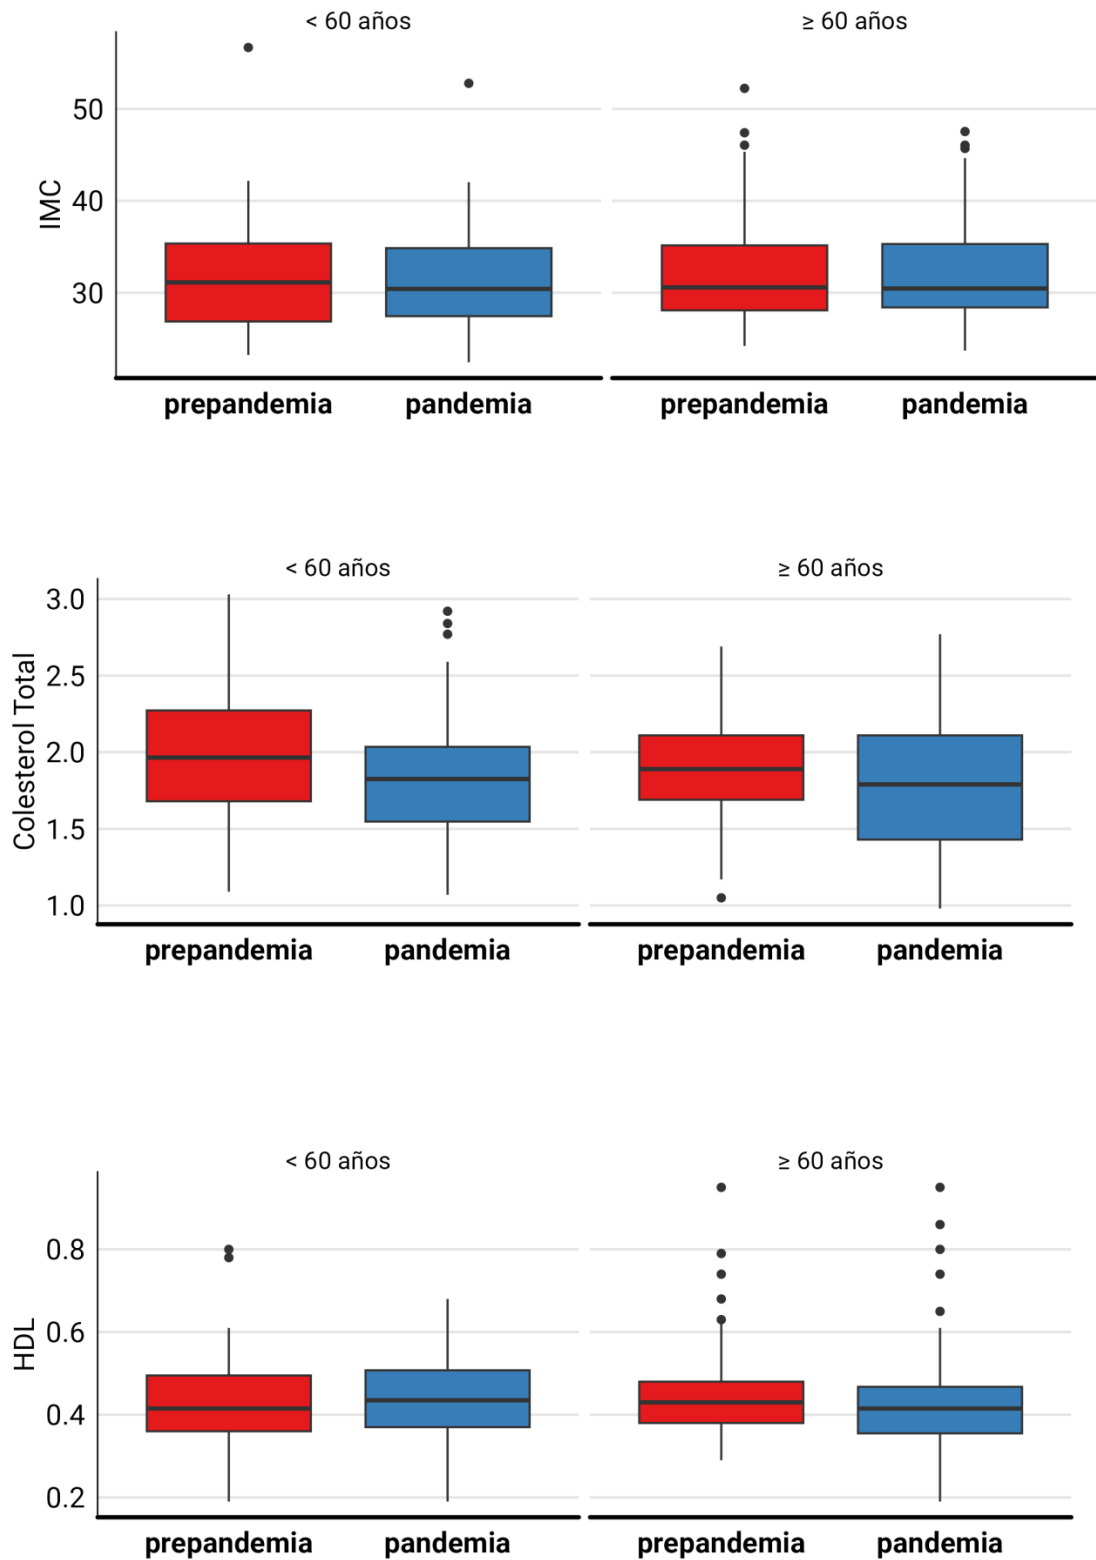 < 60 años
≥ 60 años
50
40
30
IMC
prepandemia
pandemia
prepandemia
pandemia
< 60 años
≥ 60 años
3.0
2.5
2.0
1.5
1.0
Colesterol Total
prepandemia
pandemia
prepandemia
pandemia
< 60 años
≥ 60 años
0.8
0.6
0.4
0.2
HDL
prepandemia
pandemia
prepandemia
pandemia